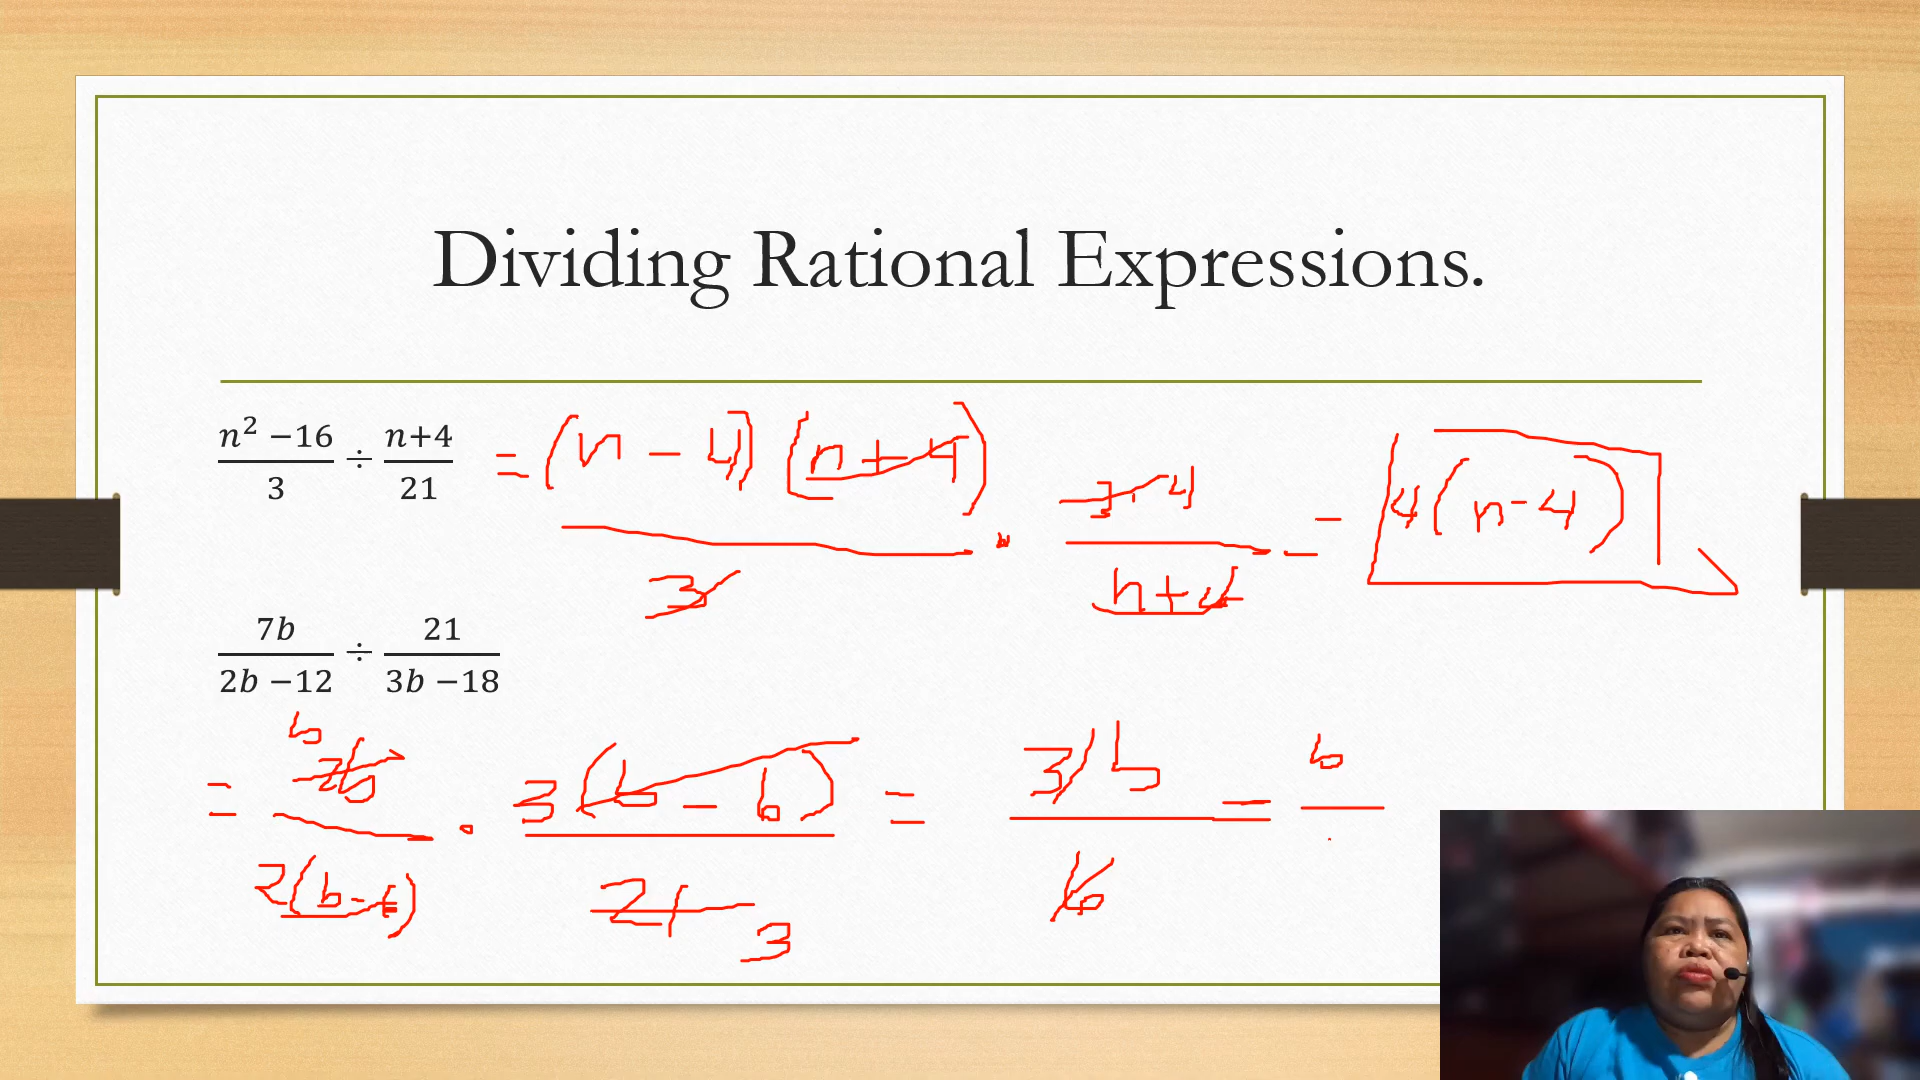 Dividing Rational Expressions.
n² −16 / 3 ÷ n+4 / 21 = (n − 4) (n + 4) / 3 · 3 · 4 / n + 4 = 4(n − 4)
7b / 2b −12 ÷ 21 / 3b −18
b
= 7b / 2(b − 6) · 3(b − 6) / 21 3 = 3b / 6 = b /